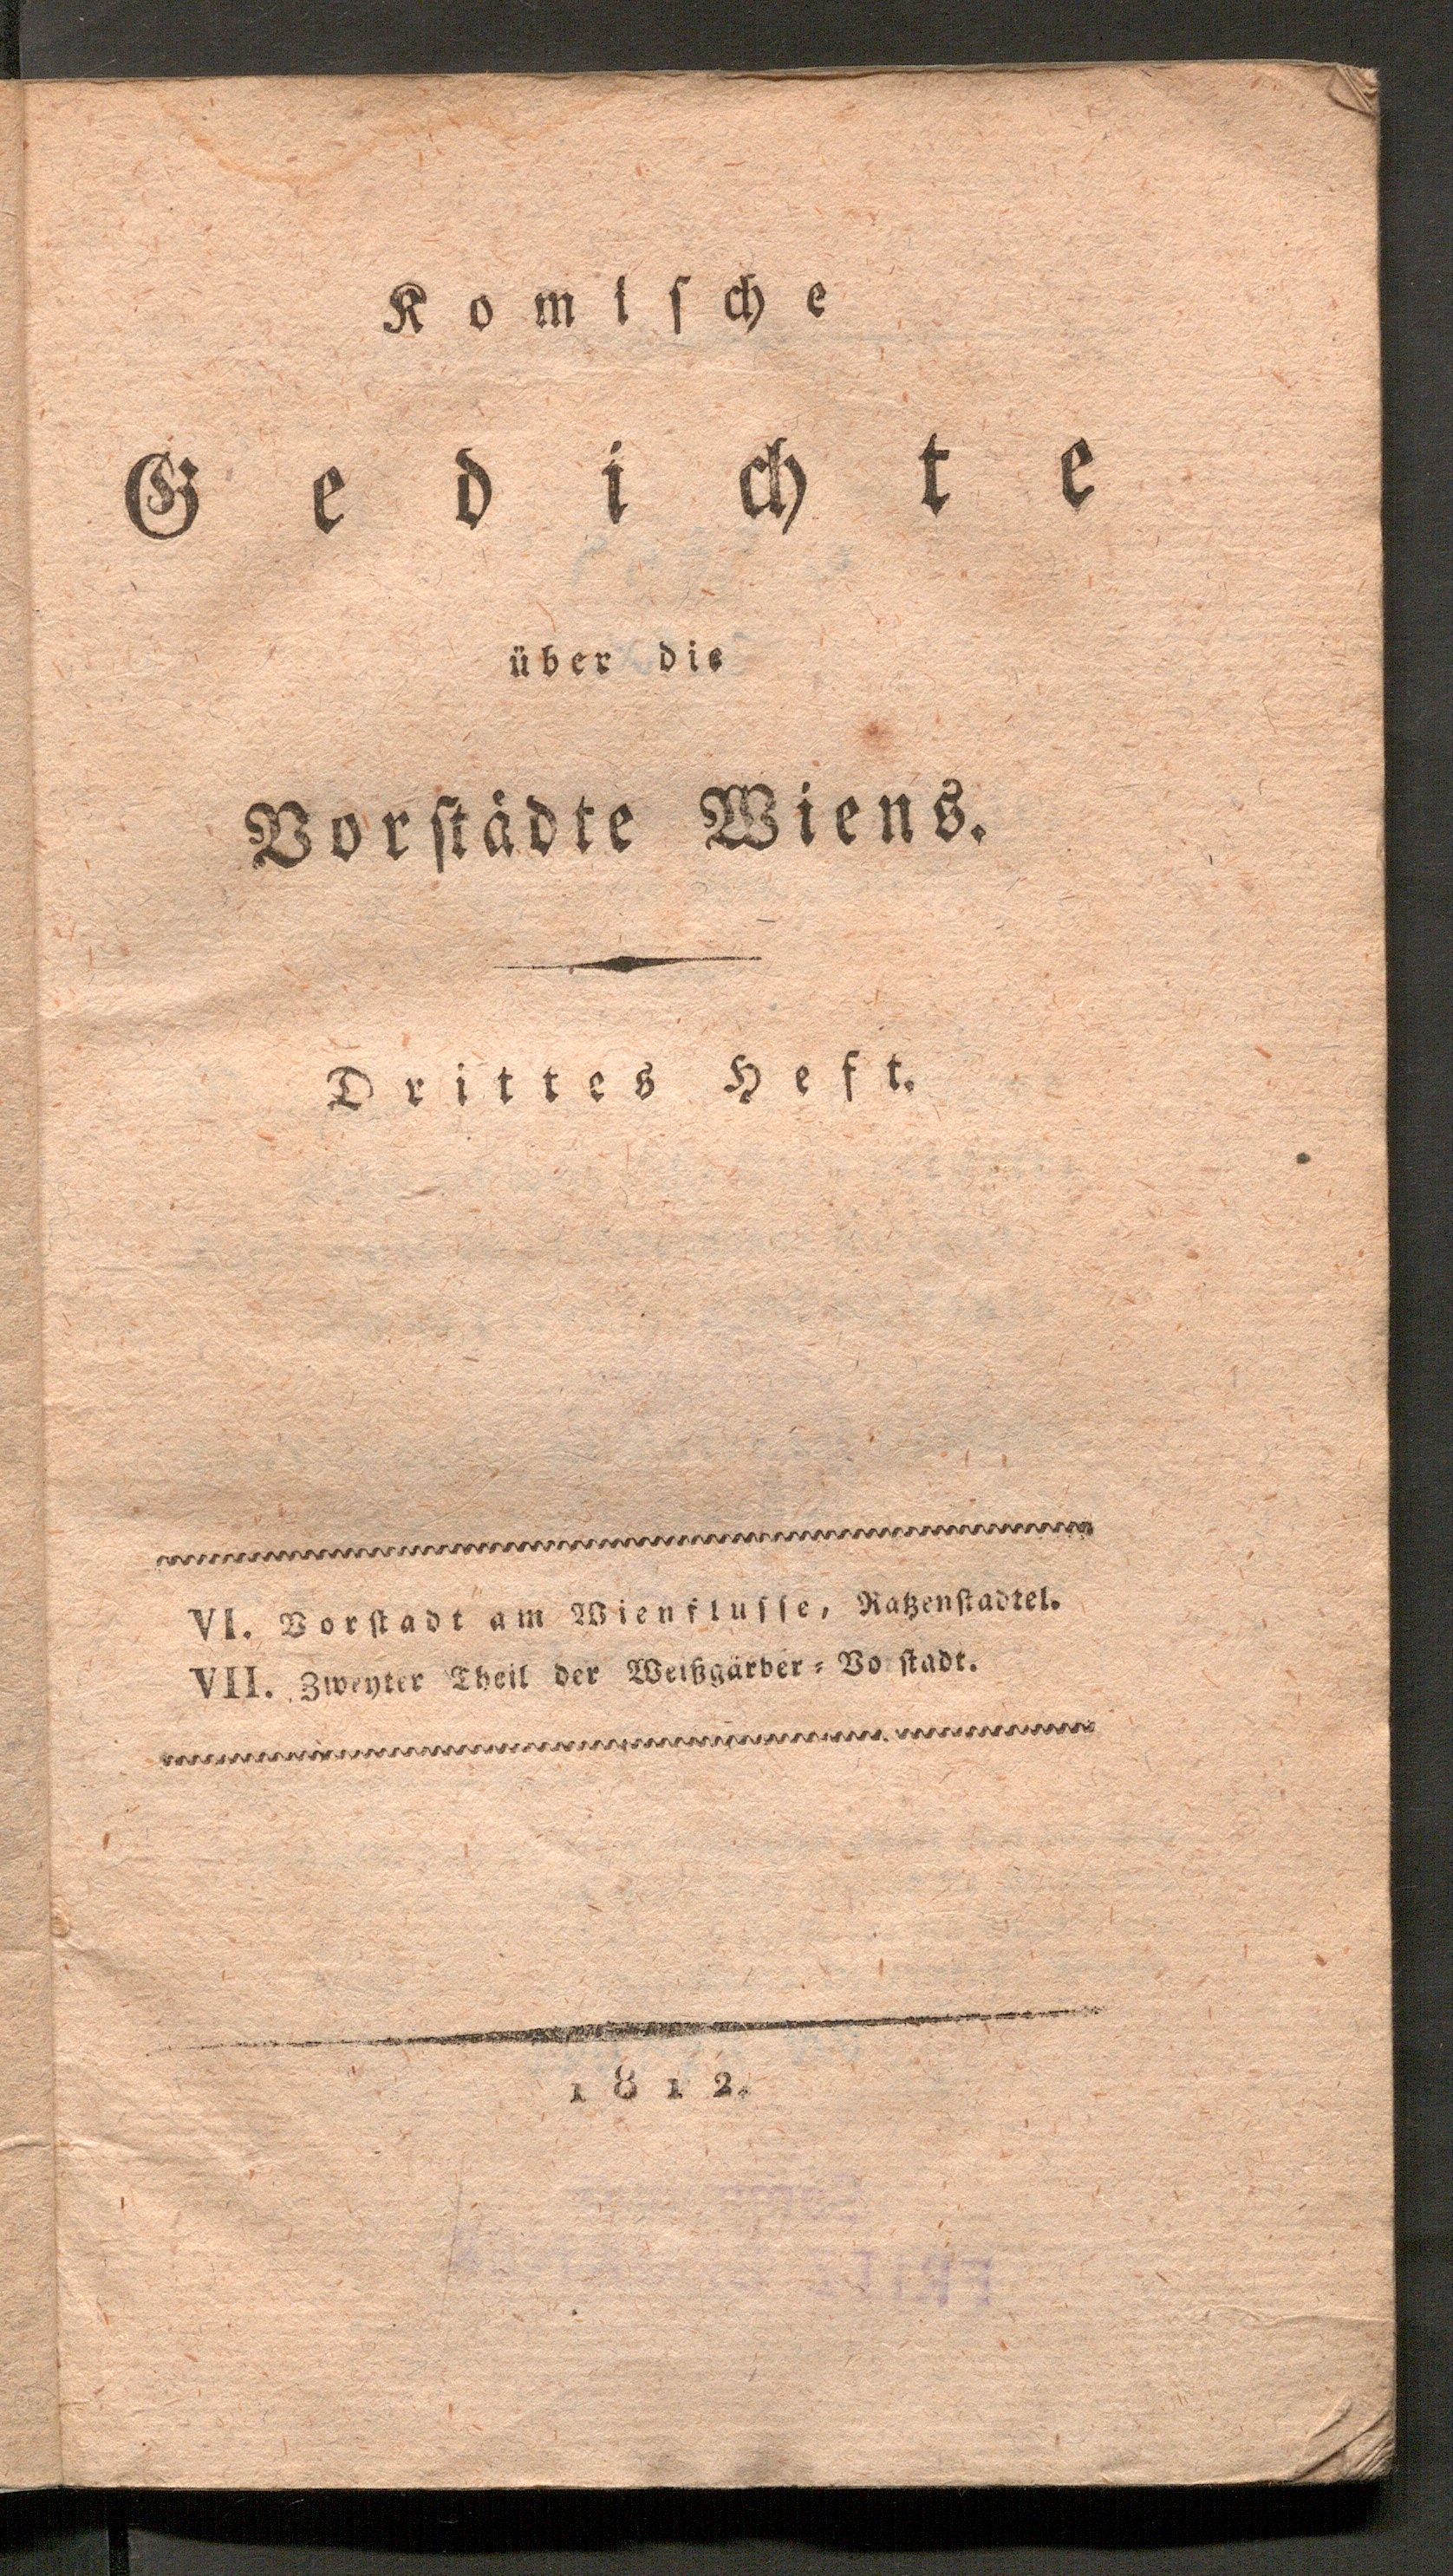 Komische
Gedichte
über die
Vorstädte Wiens.
Drittes Heft.
VI. Vorstadt am Wienflusse, Ratzenstadtel.
VII. Zweyter Theil der Weißgärber-Vo stadt.
1812.